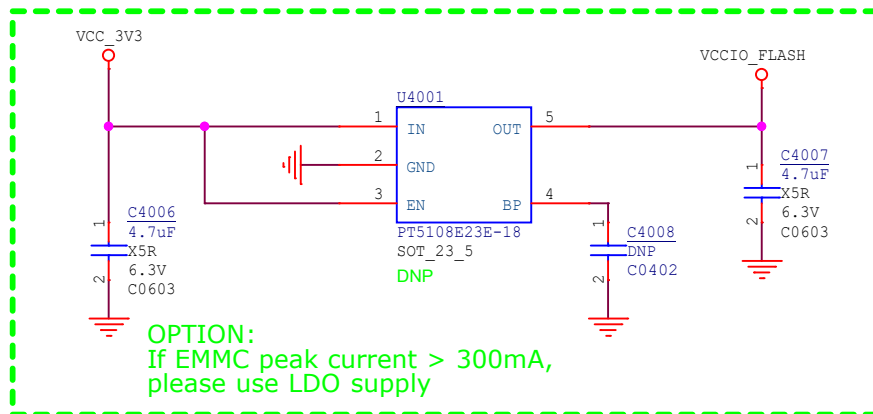 VCC_3V3
VCCIO_FLASH
U4001
1 IN OUT 5
2 GND
3 EN BP 4
PT5108E23E-18
SOT_23_5
DNP
1
C4006
4.7uF
X5R
6.3V
C0603
2
1
C4008
DNP
C0402
2
1
C4007
4.7uF
X5R
6.3V
C0603
2
OPTION:
If EMMC peak current > 300mA,
please use LDO supply